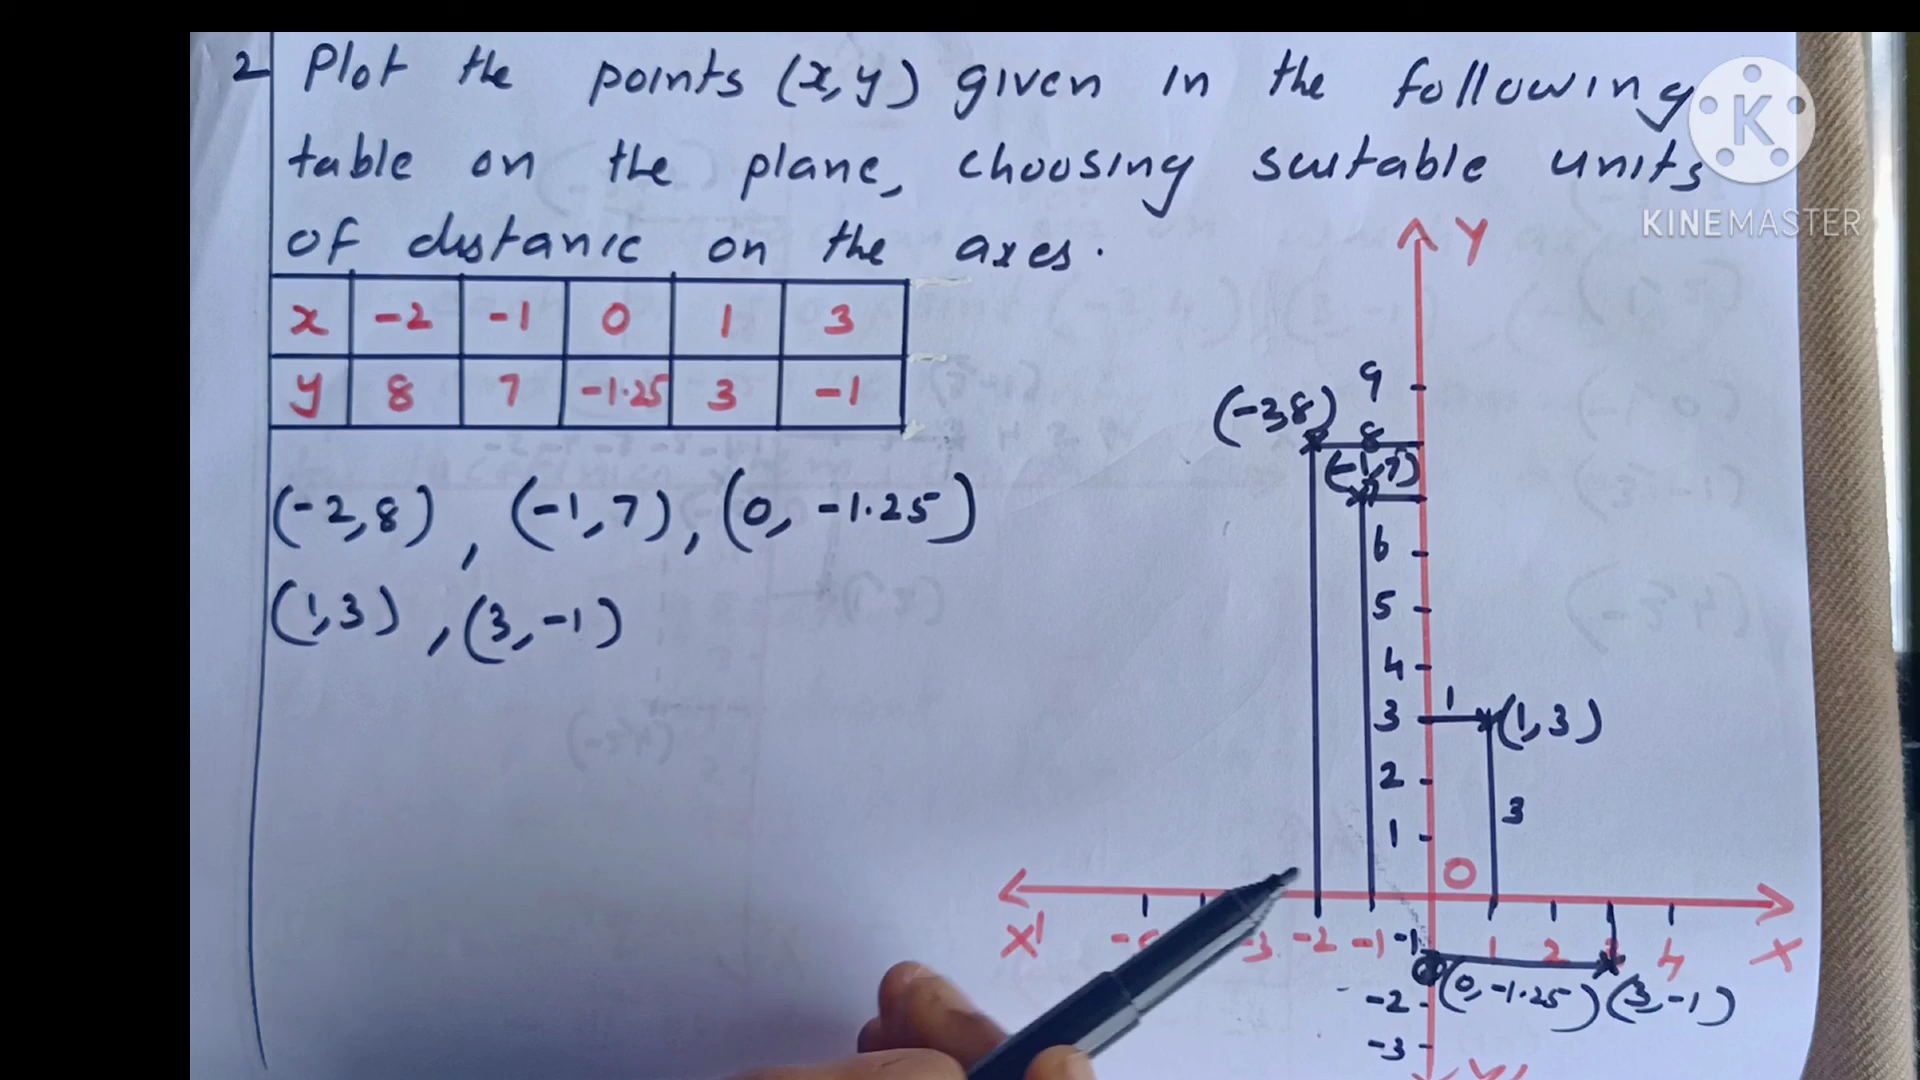 2 Plot the points (x,y) given in the following
table on the plane, choosing suitable units
of distance on the axes.
x -2 -1 0 1 3
y 8 7 -1.25 3 -1
(-2,8), (-1,7), (0, -1.25)
(1,3), (3,-1)
K
KINEMASTER
Y
9
(-2,8) 8
(-1,7)
6
5
4
3 1 (1,3)
2
3
1
O
X' -3 -2 -1 -1 1 2 3 4 X
-2 (0,-1.25) (3,-1)
-3